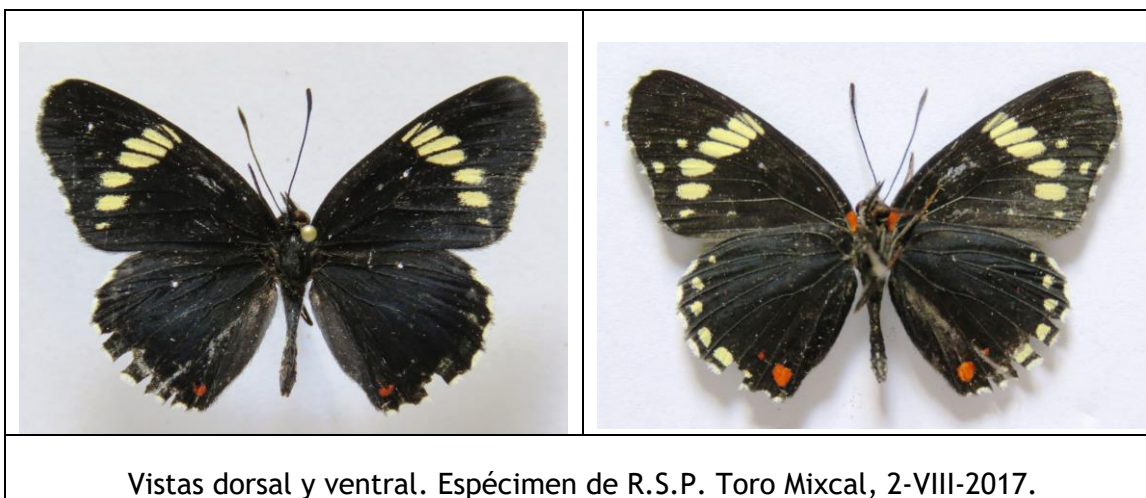 Vistas dorsal y ventral. Espécimen de R.S.P. Toro Mixcal, 2-VIII-2017.